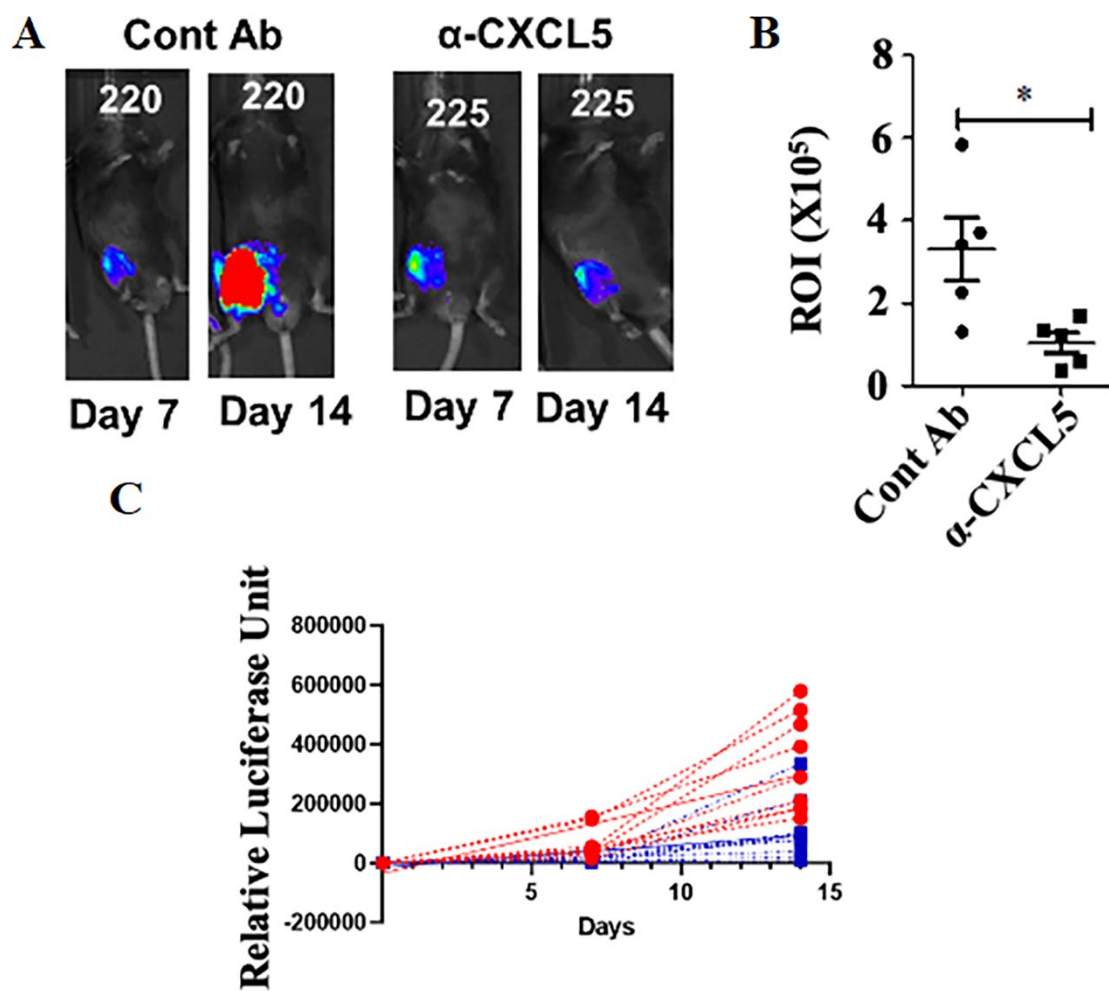 A
Cont Ab
α-CXCL5
220
220
225
225
Day 7
Day 14
Day 7
Day 14
B
ROI (X10⁵)
8
6
4
2
0
*
Cont Ab
α-CXCL5
C
Relative Luciferase Unit
800000
600000
400000
200000
0
-200000
5
10
15
Days